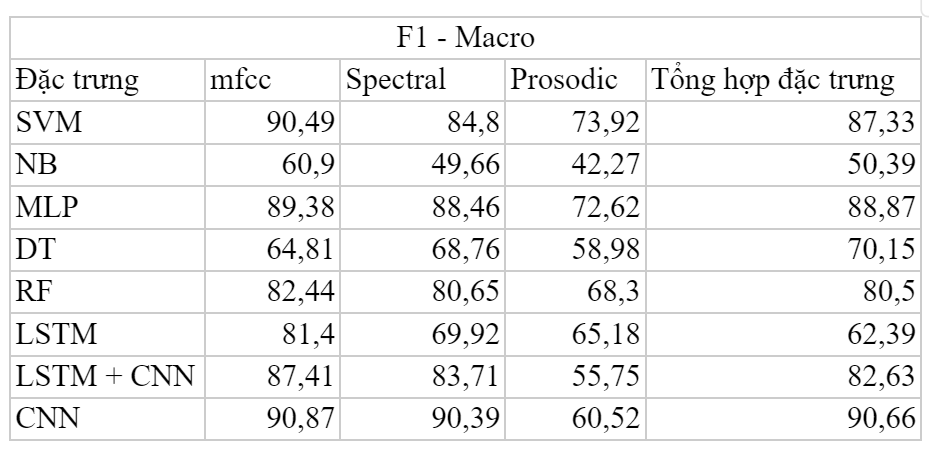 F1 - Macro
Đặc trưng mfcc Spectral Prosodic Tổng hợp đặc trưng
SVM 90,49 84,8 73,92 87,33
NB 60,9 49,66 42,27 50,39
MLP 89,38 88,46 72,62 88,87
DT 64,81 68,76 58,98 70,15
RF 82,44 80,65 68,3 80,5
LSTM 81,4 69,92 65,18 62,39
LSTM + CNN 87,41 83,71 55,75 82,63
CNN 90,87 90,39 60,52 90,66